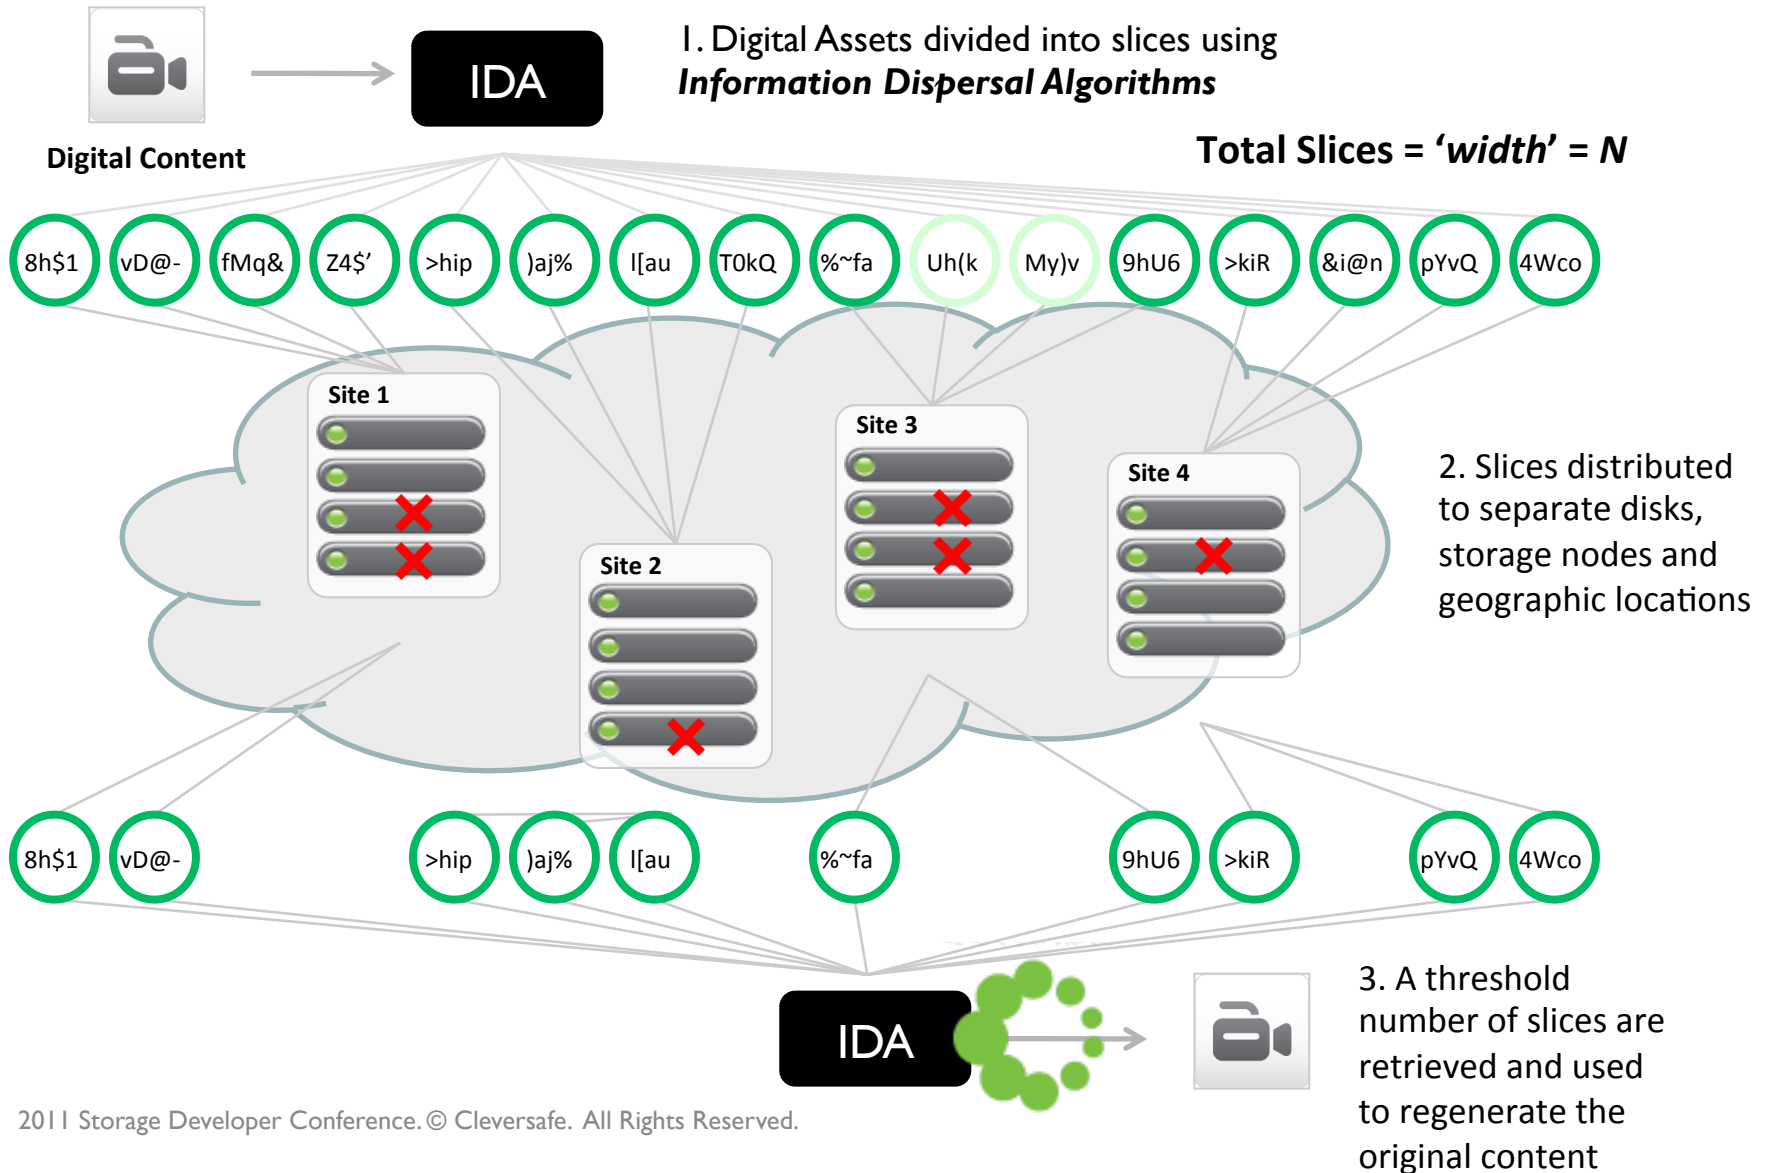 1. Digital Assets divided into slices using
Information Dispersal Algorithms
IDA
Digital Content
Total Slices = ‘width’ = N
8h$1 vD@- fMq& Z4$’ >hip )aj% l[au T0kQ %~fa Uh(k My)v 9hU6 >kiR &i@n pYvQ 4Wco
Site 1
Site 2
Site 3
Site 4
2. Slices distributed
to separate disks,
storage nodes and
geographic locations
8h$1 vD@- >hip )aj% l[au %~fa 9hU6 >kiR pYvQ 4Wco
IDA
3. A threshold
number of slices are
retrieved and used
to regenerate the
original content
2011 Storage Developer Conference. © Cleversafe. All Rights Reserved.